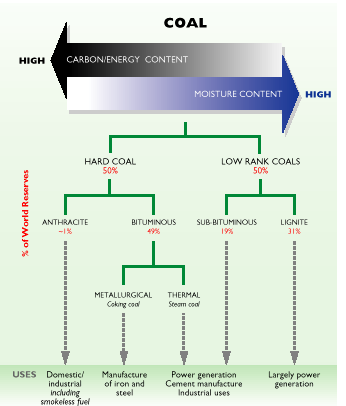 COAL
HIGH
CARBON/ENERGY CONTENT
MOISTURE CONTENT
HIGH
HARD COAL
50%
LOW RANK COALS
50%
% of World Reserves
ANTHRACITE
~1%
BITUMINOUS
49%
SUB-BITUMINOUS
19%
LIGNITE
31%
METALLURGICAL
Coking coal
THERMAL
Steam coal
USES
Domestic/
industrial
including
smokeless fuel
Manufacture
of iron and
steel
Power generation
Cement manufacture
Industrial uses
Largely power
generation